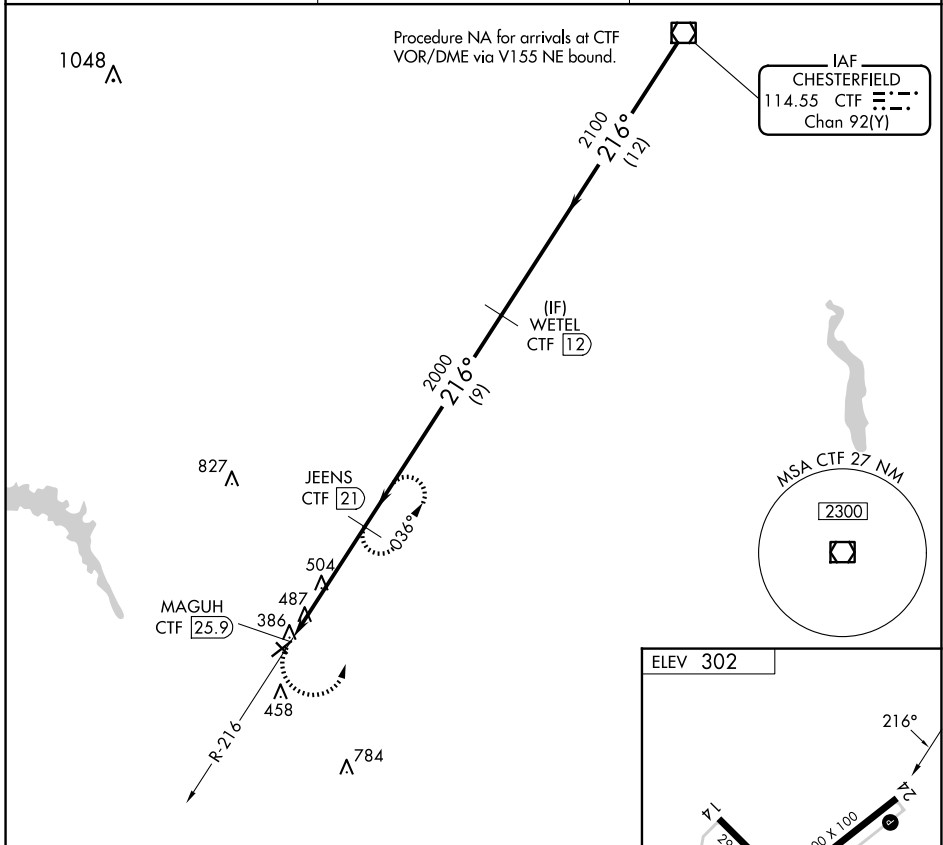 Procedure NA for arrivals at CTF
VOR/DME via V155 NE bound.
1048
IAF
CHESTERFIELD
114.55 CTF
Chan 92(Y)
2100
216°
(12)
(IF)
WETEL
CTF 12
2000
216°
(9)
827
JEENS
CTF 21
036°
MSA CTF 27 NM
2300
504
487
386
MAGUH
CTF 25.9
458
R-216
784
ELEV 302
216°
14
24
00 X 100
P